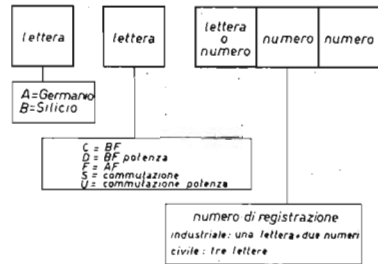 lettera
lettera
lettera
o
numero
numero
numero
A=Germanio
B=Silicio
C = BF
D = BF potenza
F = AF
S = commutazione
U = commutazione potenza
numero di registrazione
industriale: una lettera+due numeri
civile: tre lettere